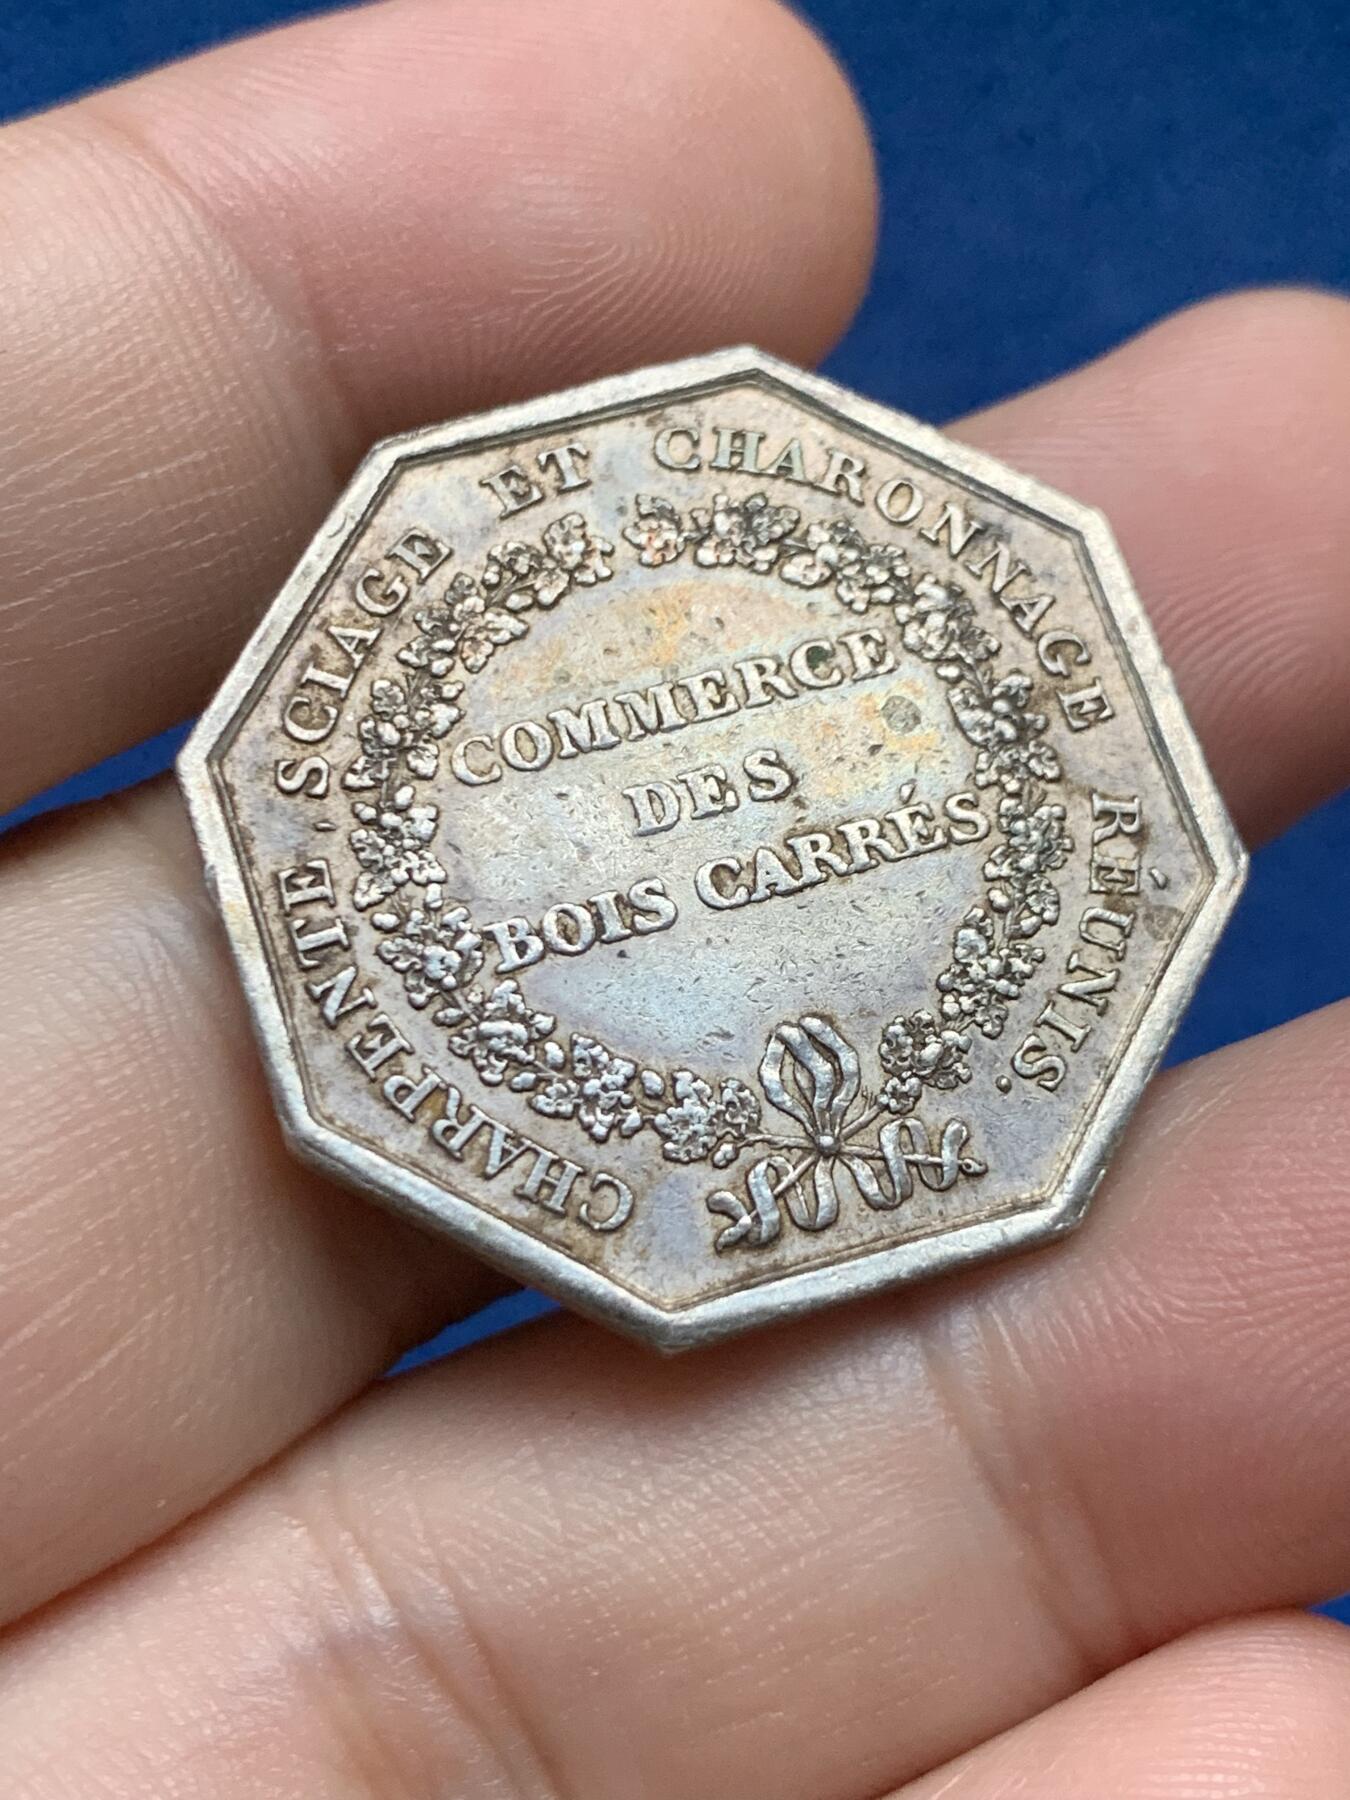 CHARPENTE. SCIAGE ET CHARONNAGE RÉUNIS.
COMMERCE
DES
BOIS CARRÉS